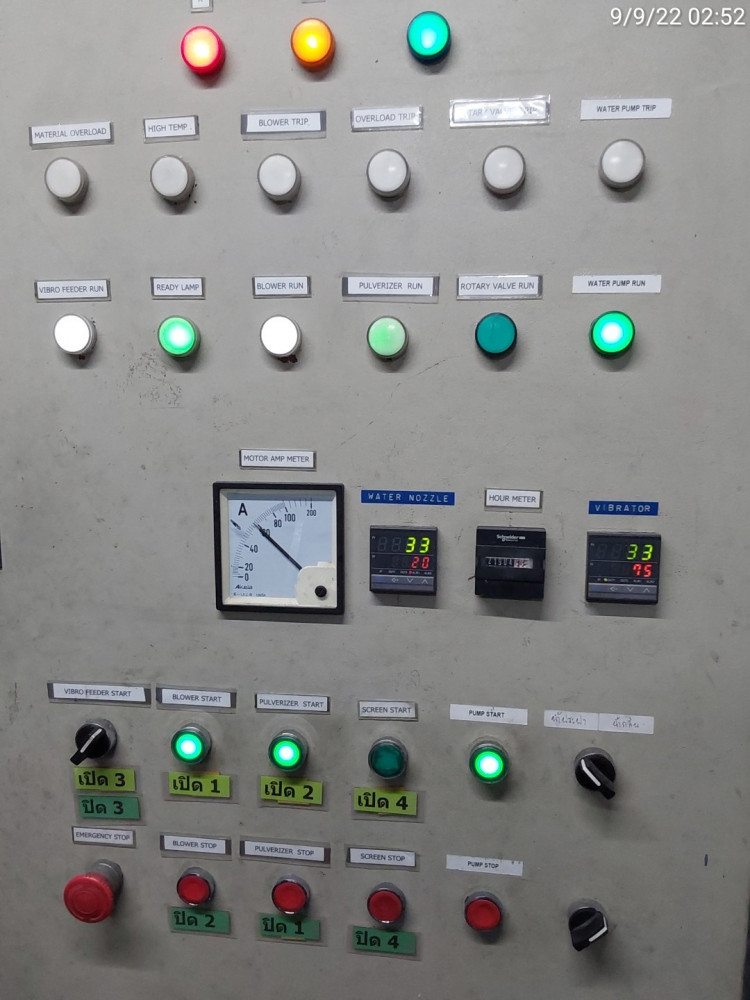 9/9/22 02:52
MATERIAL OVERLOAD
HIGH TEMP.
BLOWER TRIP.
OVERLOAD TRIP
TRIP
WATER PUMP TRIP
VIBRO FEEDER RUN
READY LAMP
BLOWER RUN
PULVERIZER RUN
ROTARY VALVE RUN
WATER PUMP RUN
MOTOR AMP METER
WATER NOZZLE
HOUR METER
VIBRATOR
A
80
100
200
40
20
0
33
20
Schneider
33
75
VIBRO FEEDER START
BLOWER START
PULVERIZER START
SCREEN START
PUMP START
เปิด 3
เปิด 1
เปิด 2
เปิด 4
ปิด 3
EMERGENCY STOP
BLOWER STOP
PULVERIZER STOP
SCREEN STOP
PUMP STOP
ปิด 2
ปิด 1
ปิด 4